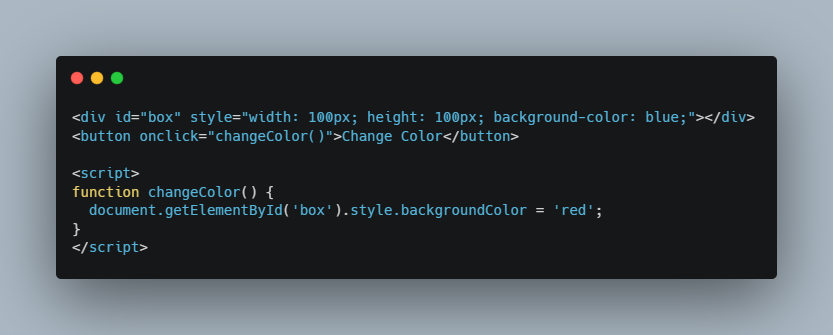 <div id="box" style="width: 100px; height: 100px; background-color: blue;"></div>
<button onclick="changeColor()">Change Color</button>
<script>
function changeColor() {
  document.getElementById('box').style.backgroundColor = 'red';
}
</script>